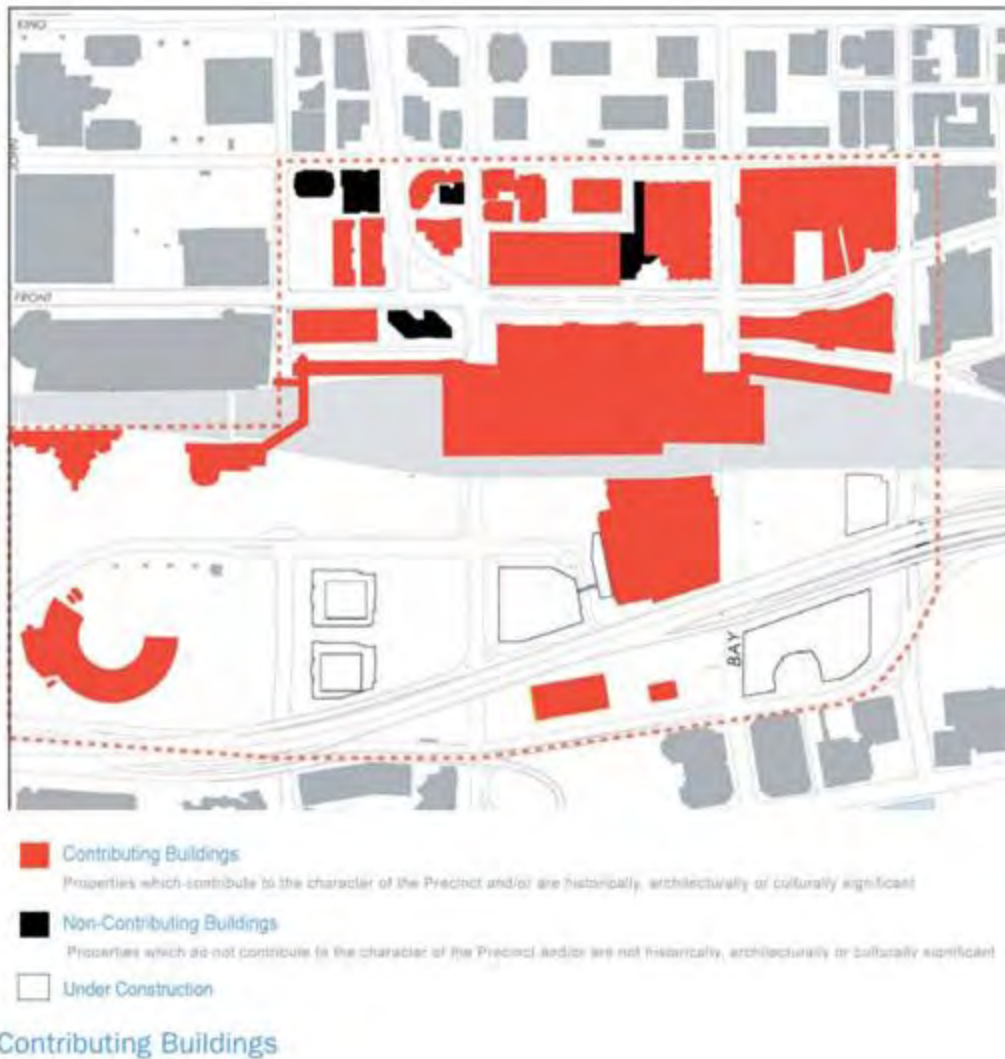 KING
JOHN
FRONT
BAY
Contributing Buildings
Properties which contribute to the character of the Precinct and/or are historically, architecturally or culturally significant
Non-Contributing Buildings
Properties which do not contribute to the character of the Precinct and/or are not historically, architecturally or culturally significant
Under Construction
Contributing Buildings